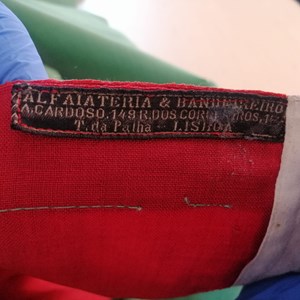 ALFAIATERIA & BANDEIREIRO
A. CARDOSO, 149 R. DOS CORREEIROS,
T. da Palha - LISBOA